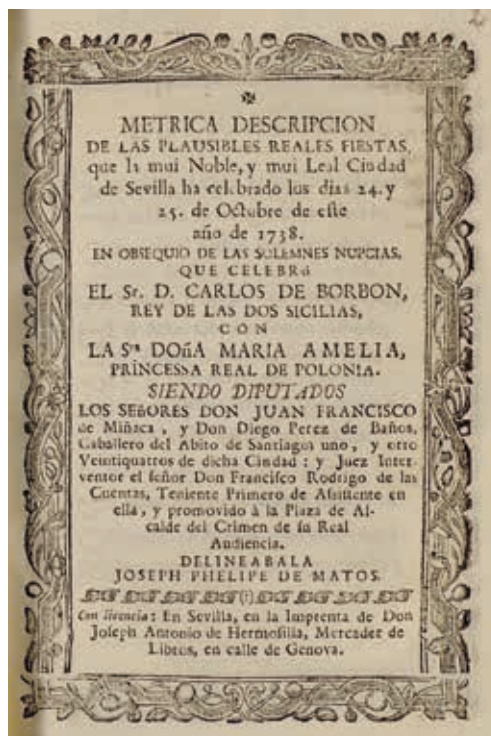 ✠
METRICA DESCRIPCION
DE LAS PLAUSIBLES REALES FIESTAS,
que la mui Noble, y mui Leal Ciudad
de Sevilla ha celebrado los dias 24. y
25. de Octubre de este
año de 1738.
EN OBSEQUIO DE LAS SOLEMNES NUPCIAS,
QUE CELEBRÓ
EL Sr. D. CARLOS DE BORBON,
REY DE LAS DOS SICILIAS,
CON
LA Sra DOñA MARIA AMELIA,
PRINCESSA REAL DE POLONIA.
SIENDO DIPUTADOS
LOS SEñORES DON JUAN FRANCISCO
de Miñaca, y Don Diego Perez de Baños,
Caballero del Abito de Santiago: uno, y otro
Veintiquatros de dicha Ciudad: y Juez Inter-
ventor el señor Don Francisco Rodrigo de las
Cuentas, Teniente Primero de Asistente en
ella, y promovido à la Plaza de Al-
calde del Crimen de su Real
Audiencia.
DELINEABALA
JOSEPH PHELIPE DE MATOS.
Con licencia: En Sevilla, en la Imprenta de Don
Joseph Antonio de Hermosilla, Mercader de
Libros, en calle de Genova.